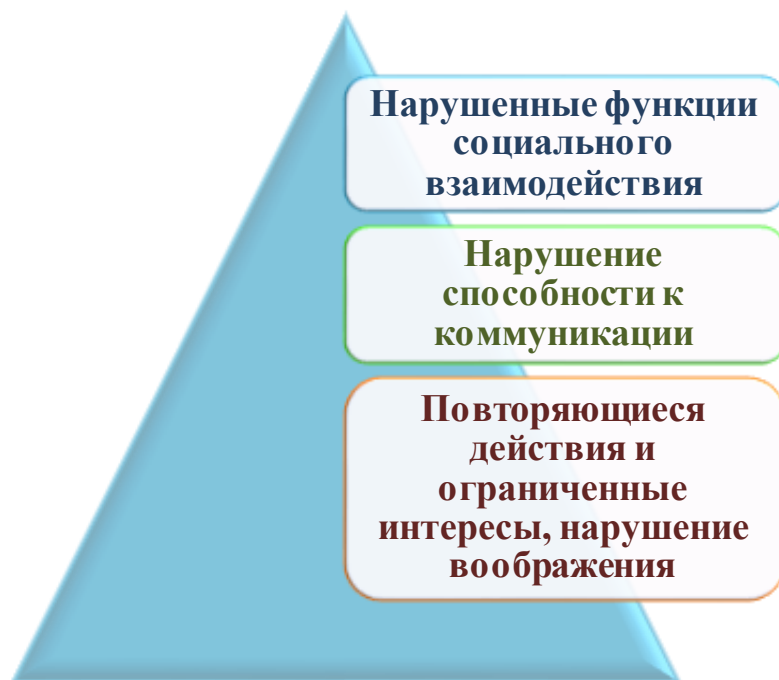 Нарушенные функции
социального
взаимодействия
Нарушение
способности к
коммуникации
Повторяющиеся
действия и
ограниченные
интересы, нарушение
воображения